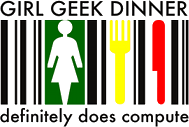 GIRL GEEK DINNER
definitely does compute